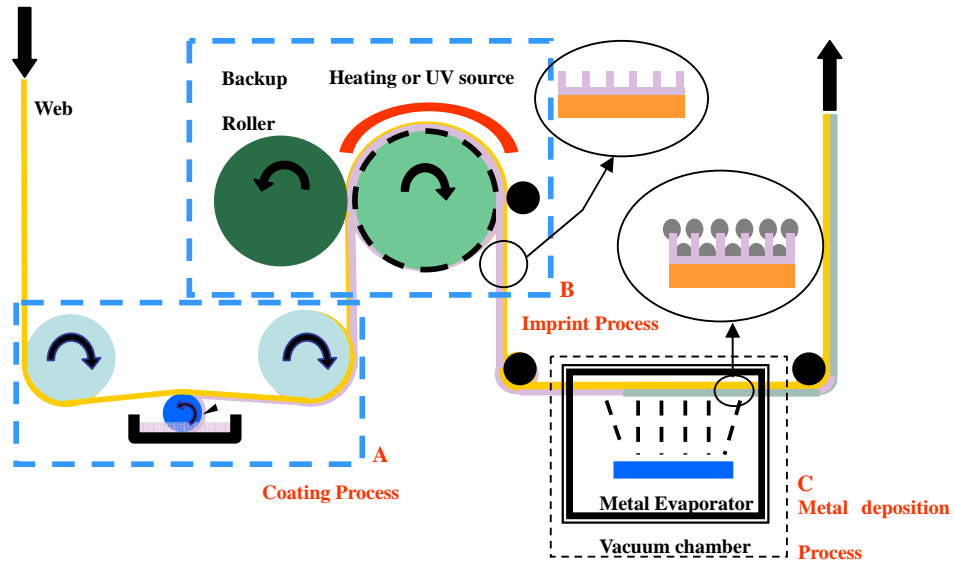 Web
Backup
Roller
Heating or UV source
B
Imprint Process
A
Coating Process
Metal Evaporator
Vacuum chamber
C
Metal deposition
Process